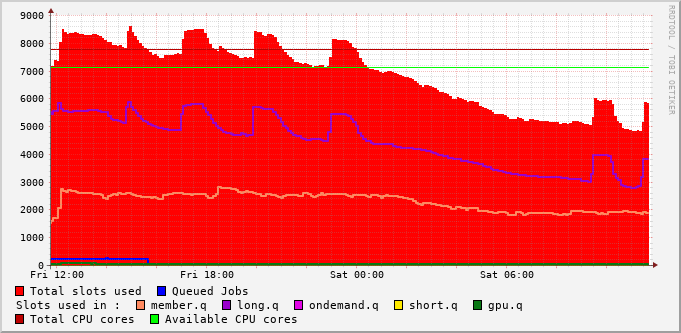 9000
8000
7000
6000
5000
4000
3000
2000
1000
0
Fri 12:00 Fri 18:00 Sat 00:00 Sat 06:00
RRDTOOL / TOBI OETIKER
Total slots used Queued Jobs
Slots used in : member.q long.q ondemand.q short.q gpu.q
Total CPU cores Available CPU cores